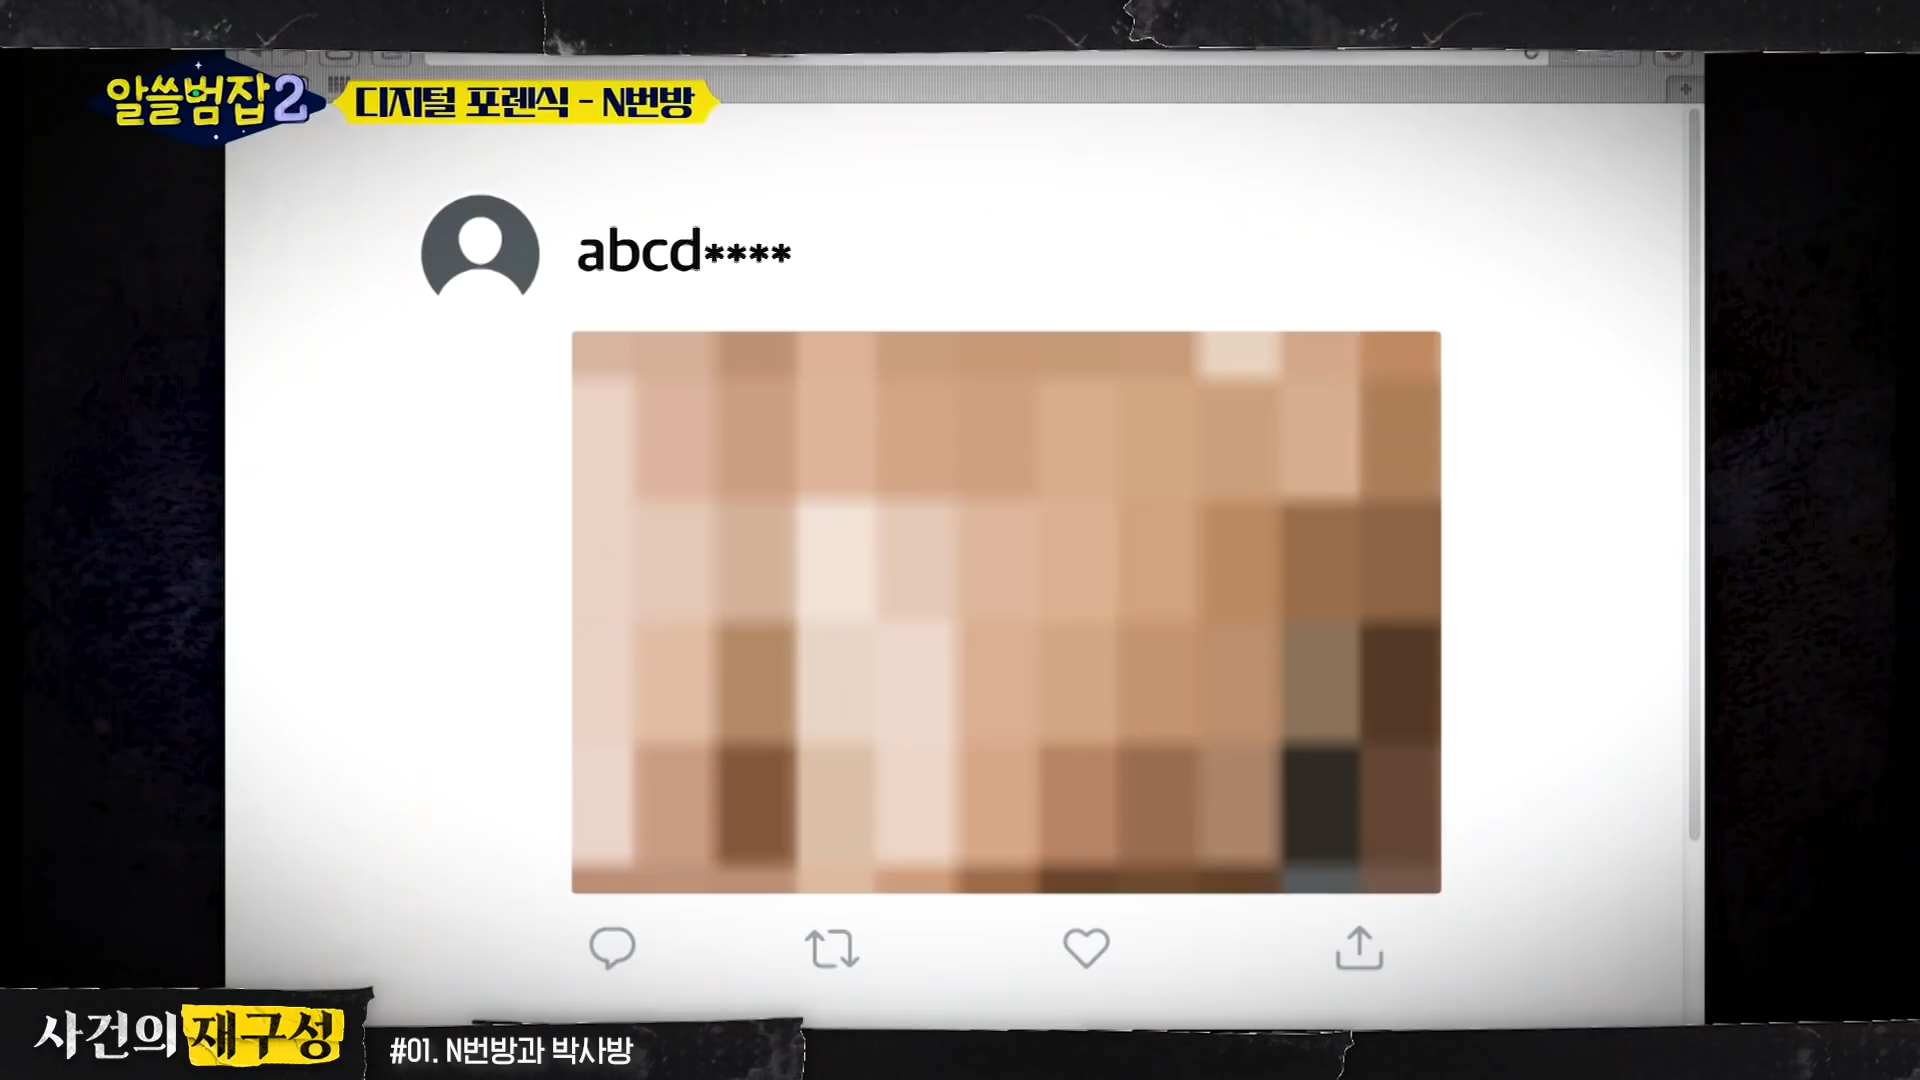 알쓸범잡2
디지털 포렌식 - N번방
abcd****
사건의 재구성
#01. N번방과 박사방